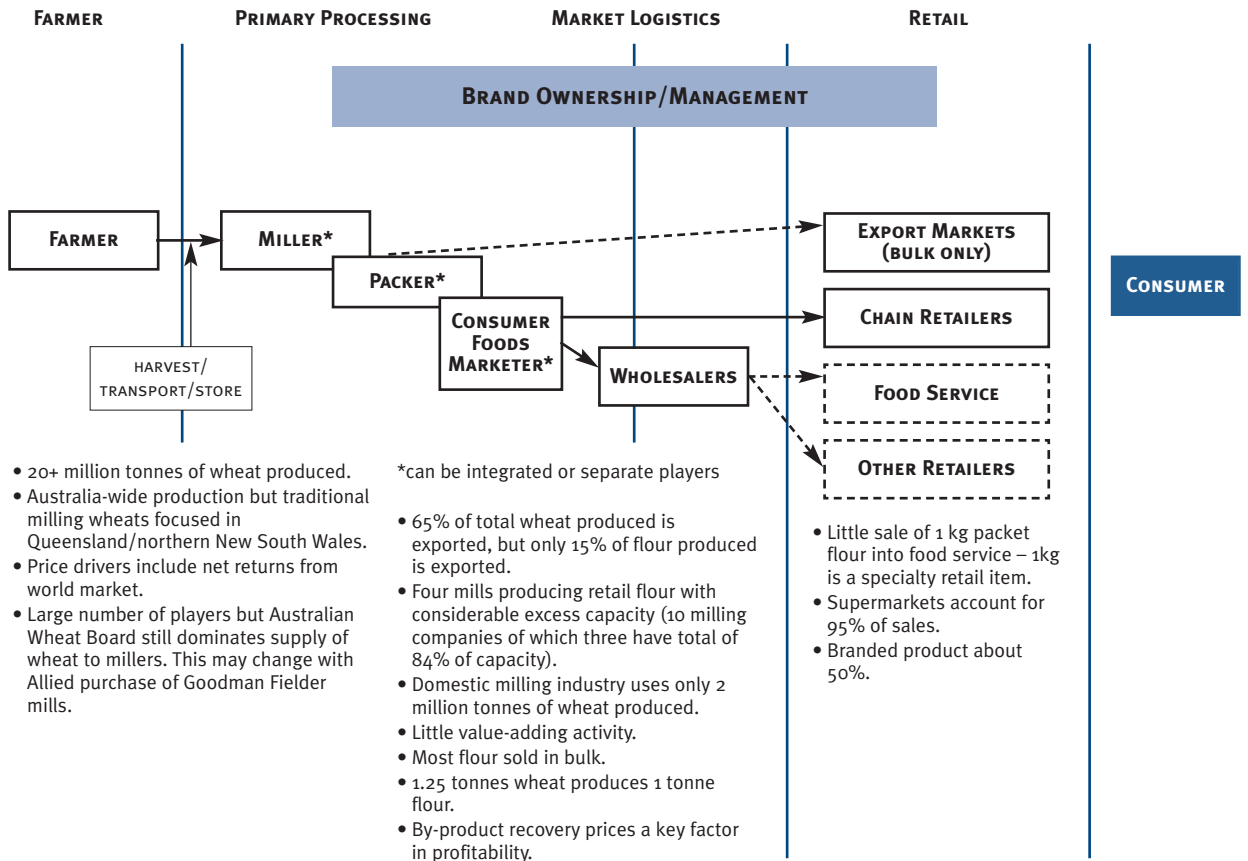 FARMER
PRIMARY PROCESSING
MARKET LOGISTICS
RETAIL
BRAND OWNERSHIP/MANAGEMENT
FARMER
MILLER*
PACKER*
CONSUMER
FOODS
MARKETER*
WHOLESALERS
EXPORT MARKETS
(BULK ONLY)
CHAIN RETAILERS
FOOD SERVICE
OTHER RETAILERS
CONSUMER
HARVEST/
TRANSPORT/STORE
• 20+ million tonnes of wheat produced.
• Australia-wide production but traditional
milling wheats focused in
Queensland/northern New South Wales.
• Price drivers include net returns from
world market.
• Large number of players but Australian
Wheat Board still dominates supply of
wheat to millers. This may change with
Allied purchase of Goodman Fielder
mills.
*can be integrated or separate players
• 65% of total wheat produced is
exported, but only 15% of flour produced
is exported.
• Four mills producing retail flour with
considerable excess capacity (10 milling
companies of which three have total of
84% of capacity).
• Domestic milling industry uses only 2
million tonnes of wheat produced.
• Little value-adding activity.
• Most flour sold in bulk.
• 1.25 tonnes wheat produces 1 tonne
flour.
• By-product recovery prices a key factor
in profitability.
• Little sale of 1 kg packet
flour into food service – 1kg
is a specialty retail item.
• Supermarkets account for
95% of sales.
• Branded product about
50%.